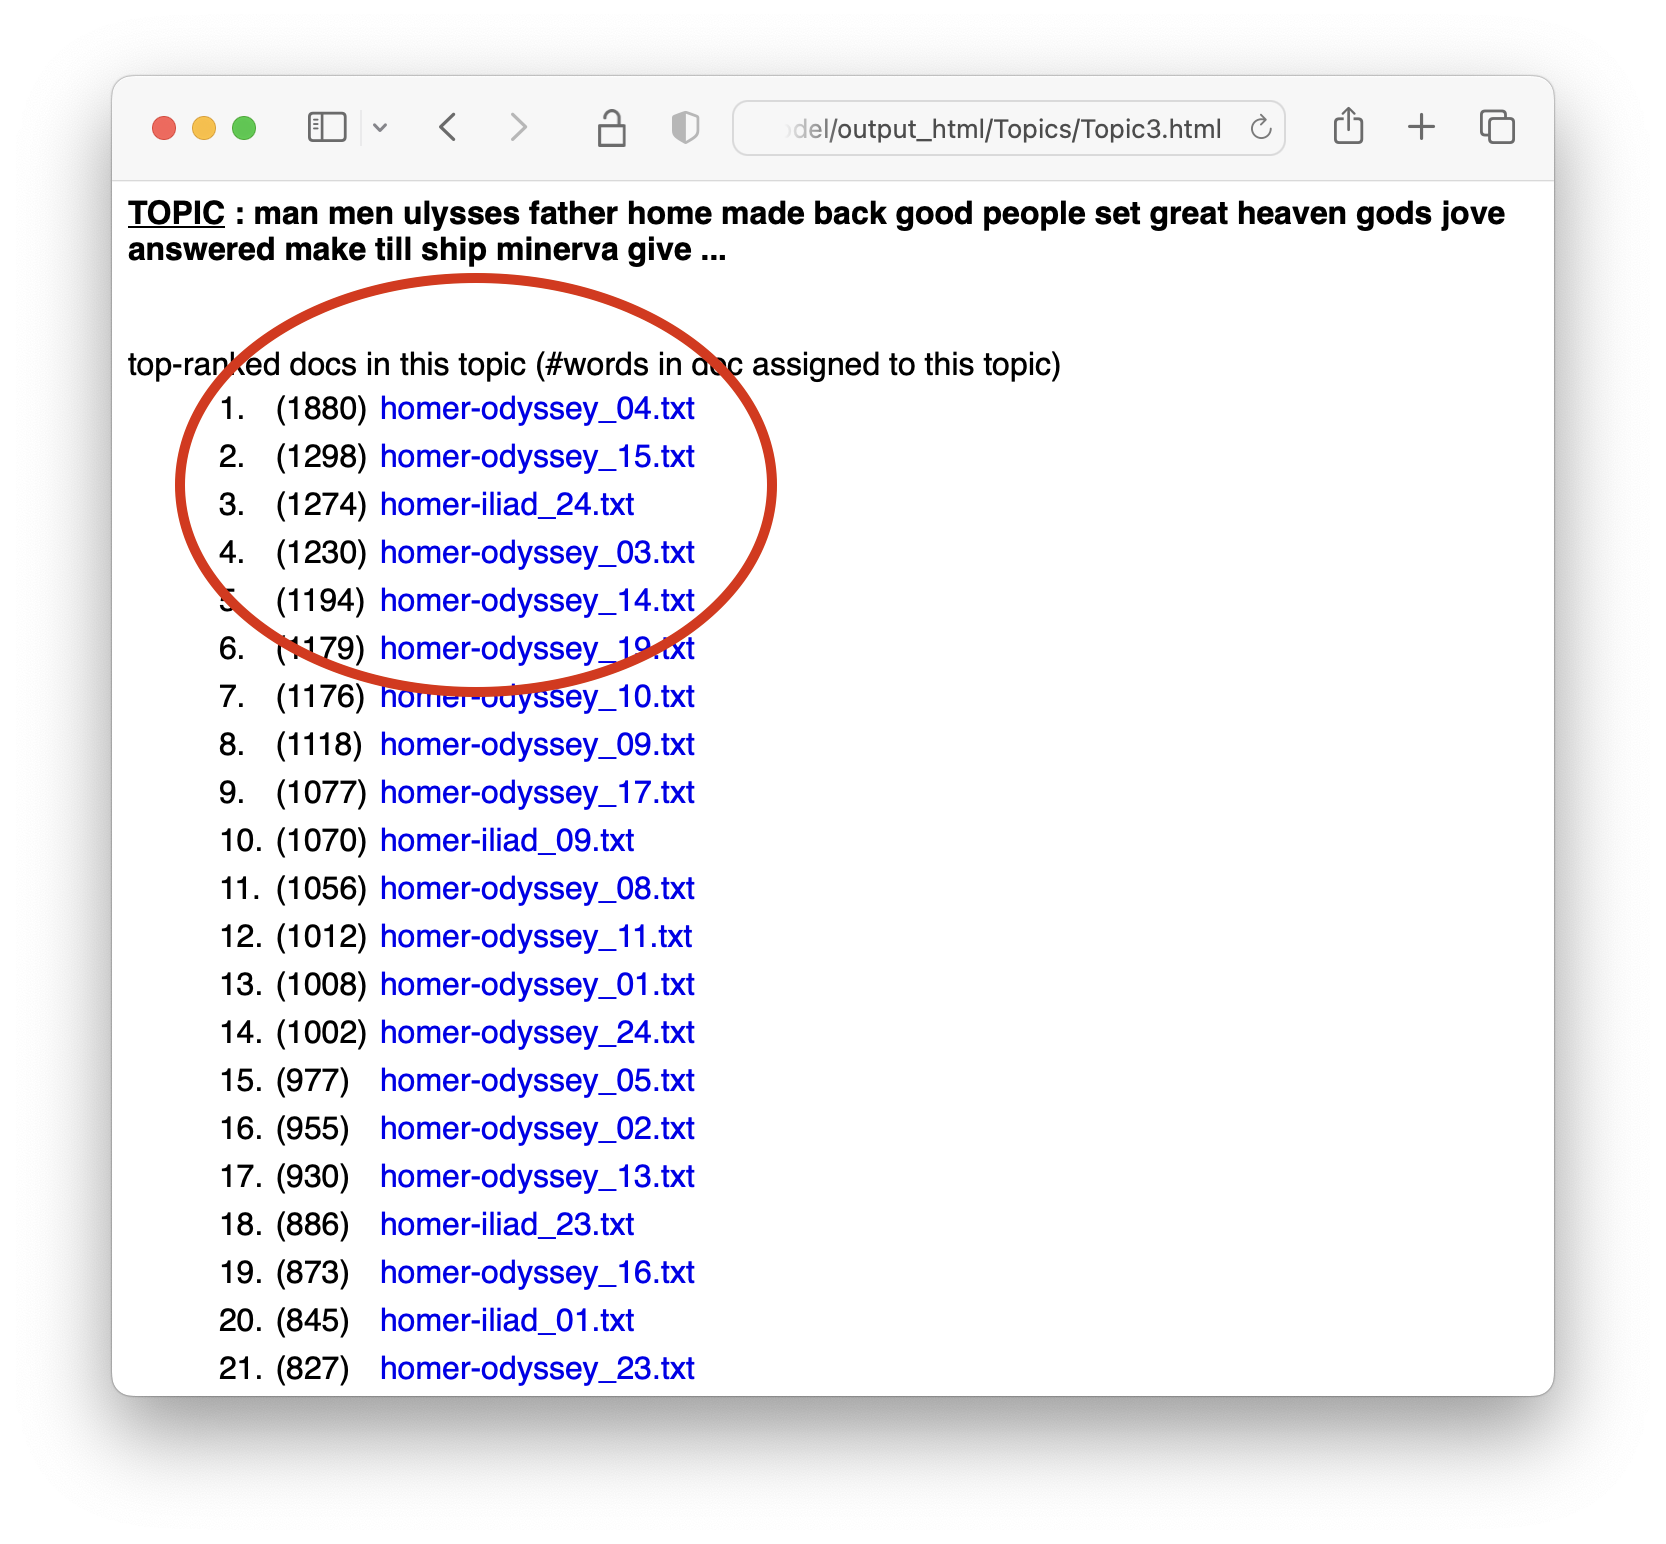 del/output_html/Topics/Topic3.html
TOPIC : man men ulysses father home made back good people set great heaven gods jove
answered make till ship minerva give ...
top-ranked docs in this topic (#words in doc assigned to this topic)
1. (1880) homer-odyssey_04.txt
2. (1298) homer-odyssey_15.txt
3. (1274) homer-iliad_24.txt
4. (1230) homer-odyssey_03.txt
5. (1194) homer-odyssey_14.txt
6. (1179) homer-odyssey_19.txt
7. (1176) homer-odyssey_10.txt
8. (1118) homer-odyssey_09.txt
9. (1077) homer-odyssey_17.txt
10. (1070) homer-iliad_09.txt
11. (1056) homer-odyssey_08.txt
12. (1012) homer-odyssey_11.txt
13. (1008) homer-odyssey_01.txt
14. (1002) homer-odyssey_24.txt
15. (977) homer-odyssey_05.txt
16. (955) homer-odyssey_02.txt
17. (930) homer-odyssey_13.txt
18. (886) homer-iliad_23.txt
19. (873) homer-odyssey_16.txt
20. (845) homer-iliad_01.txt
21. (827) homer-odyssey_23.txt